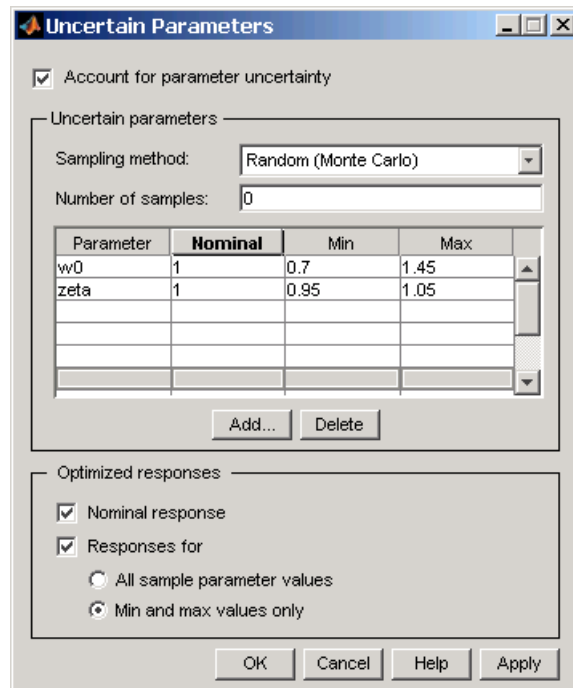 Uncertain Parameters
Account for parameter uncertainty
Uncertain parameters
Sampling method: Random (Monte Carlo)
Number of samples: 0
Parameter Nominal Min Max
w0 1 0.7 1.45
zeta 1 0.95 1.05
Add... Delete
Optimized responses
Nominal response
Responses for
All sample parameter values
Min and max values only
OK Cancel Help Apply